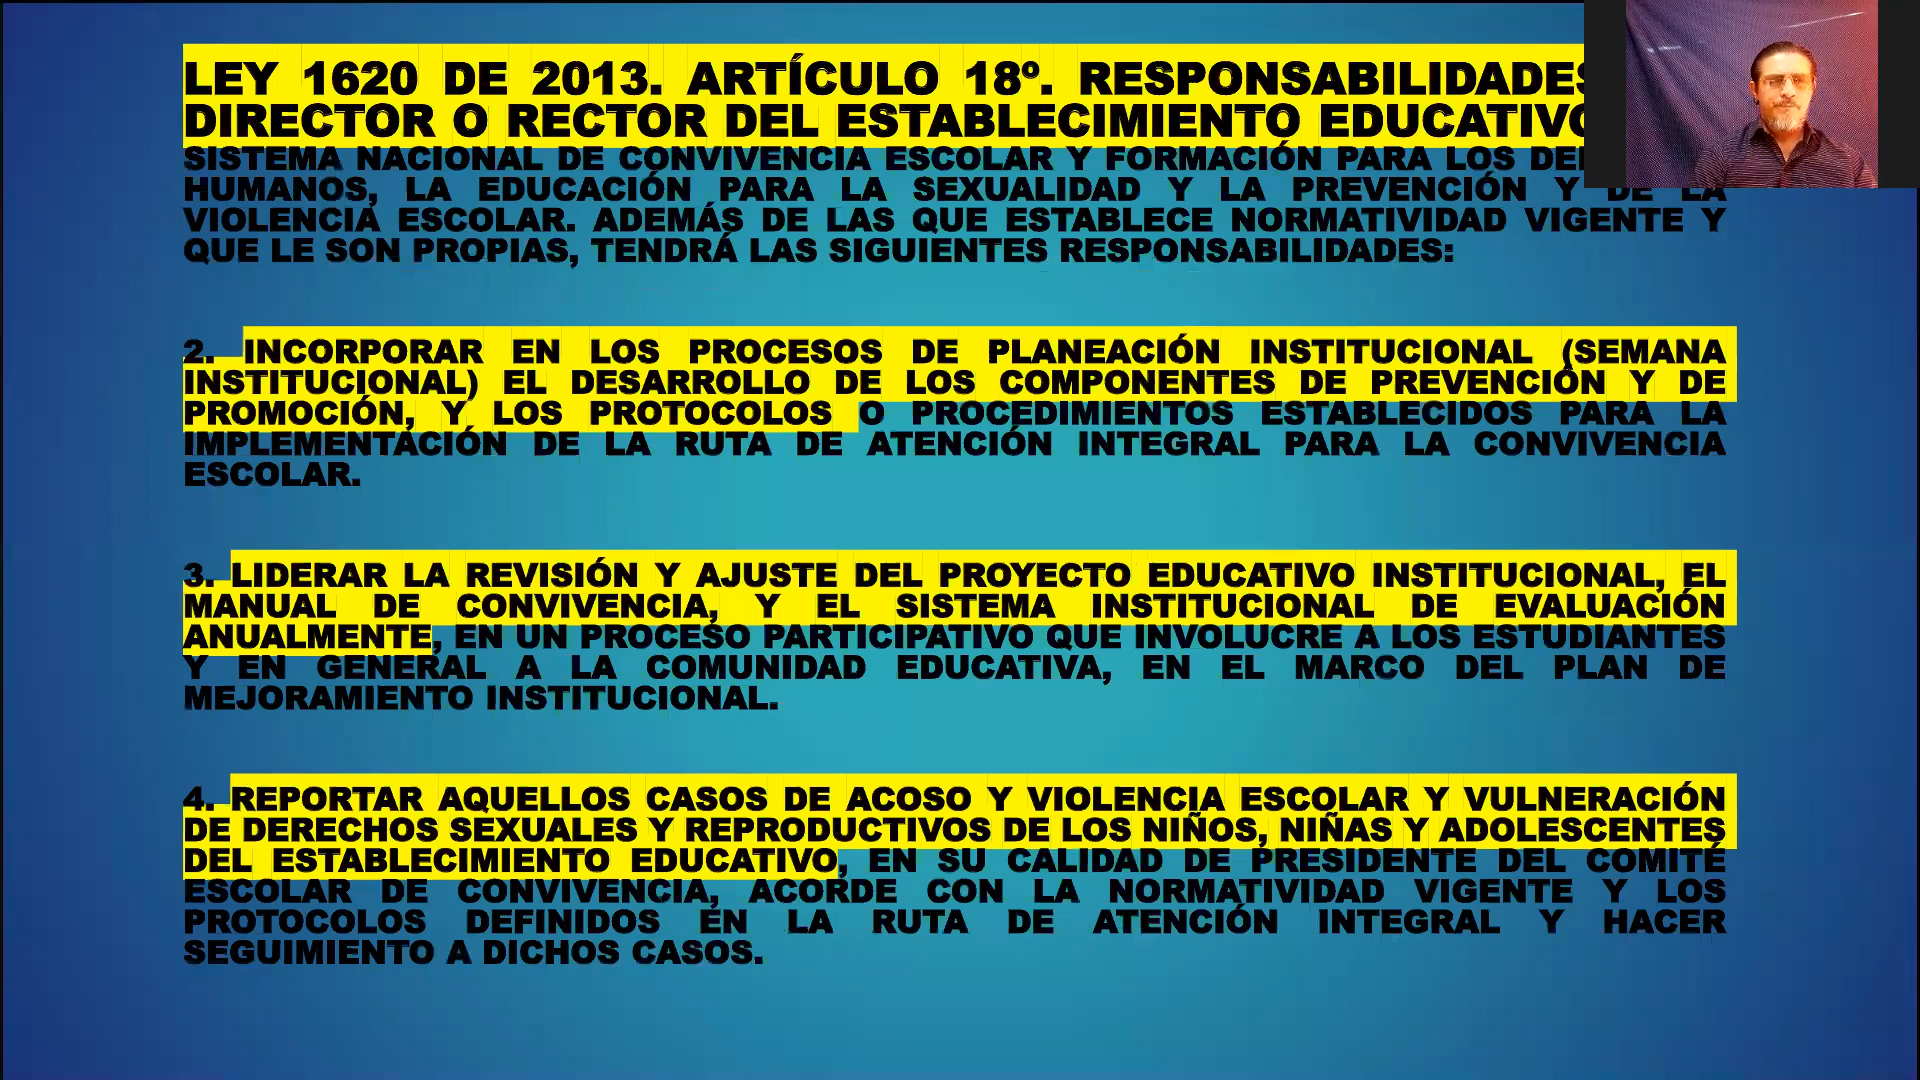 LEY 1620 DE 2013. ARTÍCULO 18º. RESPONSABILIDADES
DIRECTOR O RECTOR DEL ESTABLECIMIENTO EDUCATIVO
SISTEMA NACIONAL DE CONVIVENCIA ESCOLAR Y FORMACIÓN PARA LOS
HUMANOS, LA EDUCACIÓN PARA LA SEXUALIDAD Y LA PREVENCIÓN Y DE LA
VIOLENCIA ESCOLAR. ADEMÁS DE LAS QUE ESTABLECE NORMATIVIDAD VIGENTE Y
QUE LE SON PROPIAS, TENDRÁ LAS SIGUIENTES RESPONSABILIDADES:
2. INCORPORAR EN LOS PROCESOS DE PLANEACIÓN INSTITUCIONAL (SEMANA
INSTITUCIONAL) EL DESARROLLO DE LOS COMPONENTES DE PREVENCIÓN Y DE
PROMOCIÓN, Y LOS PROTOCOLOS O PROCEDIMIENTOS ESTABLECIDOS PARA LA
IMPLEMENTACIÓN DE LA RUTA DE ATENCIÓN INTEGRAL PARA LA CONVIVENCIA
ESCOLAR.
3. LIDERAR LA REVISIÓN Y AJUSTE DEL PROYECTO EDUCATIVO INSTITUCIONAL, EL
MANUAL DE CONVIVENCIA, Y EL SISTEMA INSTITUCIONAL DE EVALUACIÓN
ANUALMENTE, EN UN PROCESO PARTICIPATIVO QUE INVOLUCRE A LOS ESTUDIANTES
Y EN GENERAL A LA COMUNIDAD EDUCATIVA, EN EL MARCO DEL PLAN DE
MEJORAMIENTO INSTITUCIONAL.
4. REPORTAR AQUELLOS CASOS DE ACOSO Y VIOLENCIA ESCOLAR Y VULNERACIÓN
DE DERECHOS SEXUALES Y REPRODUCTIVOS DE LOS NIÑOS, NIÑAS Y ADOLESCENTES
DEL ESTABLECIMIENTO EDUCATIVO, EN SU CALIDAD DE PRESIDENTE DEL COMITÉ
ESCOLAR DE CONVIVENCIA, ACORDE CON LA NORMATIVIDAD VIGENTE Y LOS
PROTOCOLOS DEFINIDOS EN LA RUTA DE ATENCIÓN INTEGRAL Y HACER
SEGUIMIENTO A DICHOS CASOS.